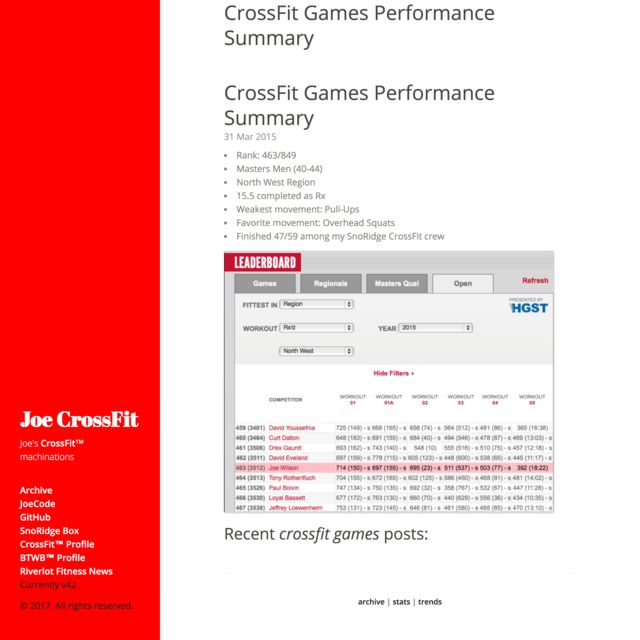 CrossFit Games Performance
Summary
CrossFit Games Performance
Summary
31 Mar 2015
Rank: 463/849
Masters Men (40-44)
North West Region
15.5 completed as Rx
Weakest movement: Pull-Ups
Favorite movement: Overhead Squats
Finished 47/59 among my SnoRidge CrossFit crew
LEADERBOARD
Games Regionals Masters Qual Open Refresh
FITTEST IN Region
PRESENTED BY
HGST
WORKOUT Rx'd YEAR 2015
North West
Hide Filters
COMPETITOR WORKOUT 01 WORKOUT 01A WORKOUT 02 WORKOUT 03 WORKOUT 04 WORKOUT 05
459 (3461) David Youssefnia 725 (149) - s 668 (165) - s 658 (74) - s 564 (512) - s 481 (86) - s 365 (16:38)
460 (3464) Curt Dalton 648 (183) - s 691 (155) - s 684 (40) - s 494 (546) - s 478 (87) - s 469 (13:03) - s
461 (3506) Drex Gauntt 693 (162) - s 743 (140) - s 548 (10) 555 (516) - s 510 (75) - s 457 (12:18) - s
462 (3511) David Eveland 697 (159) - s 778 (115) - s 605 (123) - s 448 (600) - s 538 (65) - s 445 (11:17) - s
463 (3512) Joe Wilson 714 (150) - s 697 (155) - s 695 (23) - s 511 (537) - s 503 (77) - s 392 (18:22)
464 (3513) Tony Rothenfluch 704 (155) - s 672 (165) - s 602 (125) - s 586 (450) - s 468 (91) - s 481 (14:02) - s
465 (3526) Paul Boivin 747 (134) - s 750 (135) - s 692 (32) - s 358 (767) - s 532 (67) - s 447 (11:28) - s
466 (3530) Loyal Bassett 677 (172) - s 763 (130) - s 660 (70) - s 440 (629) - s 556 (36) - s 434 (10:35) - s
467 (3538) Jeffrey Loewenheim 753 (131) - s 723 (145) - s 646 (81) - s 461 (580) - s 485 (85) - s 470 (13:10) - s
Recent crossfit games posts:
archive | stats | trends
Joe CrossFit
Joe's CrossFit™
machinations
Archive
JoeCode
GitHub
SnoRidge Box
CrossFit™ Profile
BTWB™ Profile
Riverlot Fitness News
Currently v42
© 2017. All rights reserved.